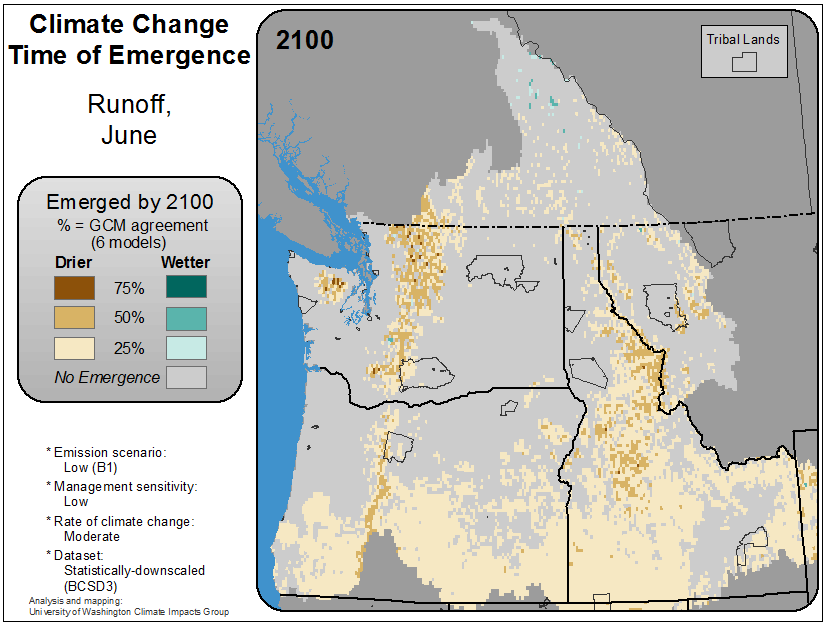 Climate Change
Time of Emergence
Runoff,
June
Emerged by 2100
% = GCM agreement
(6 models)
Drier
Wetter
75%
50%
25%
No Emergence
* Emission scenario:
Low (B1)
* Management sensitivity:
Low
* Rate of climate change:
Moderate
* Dataset:
Statistically-downscaled
(BCSD3)
Analysis and mapping:
University of Washington Climate Impacts Group
2100
Tribal Lands